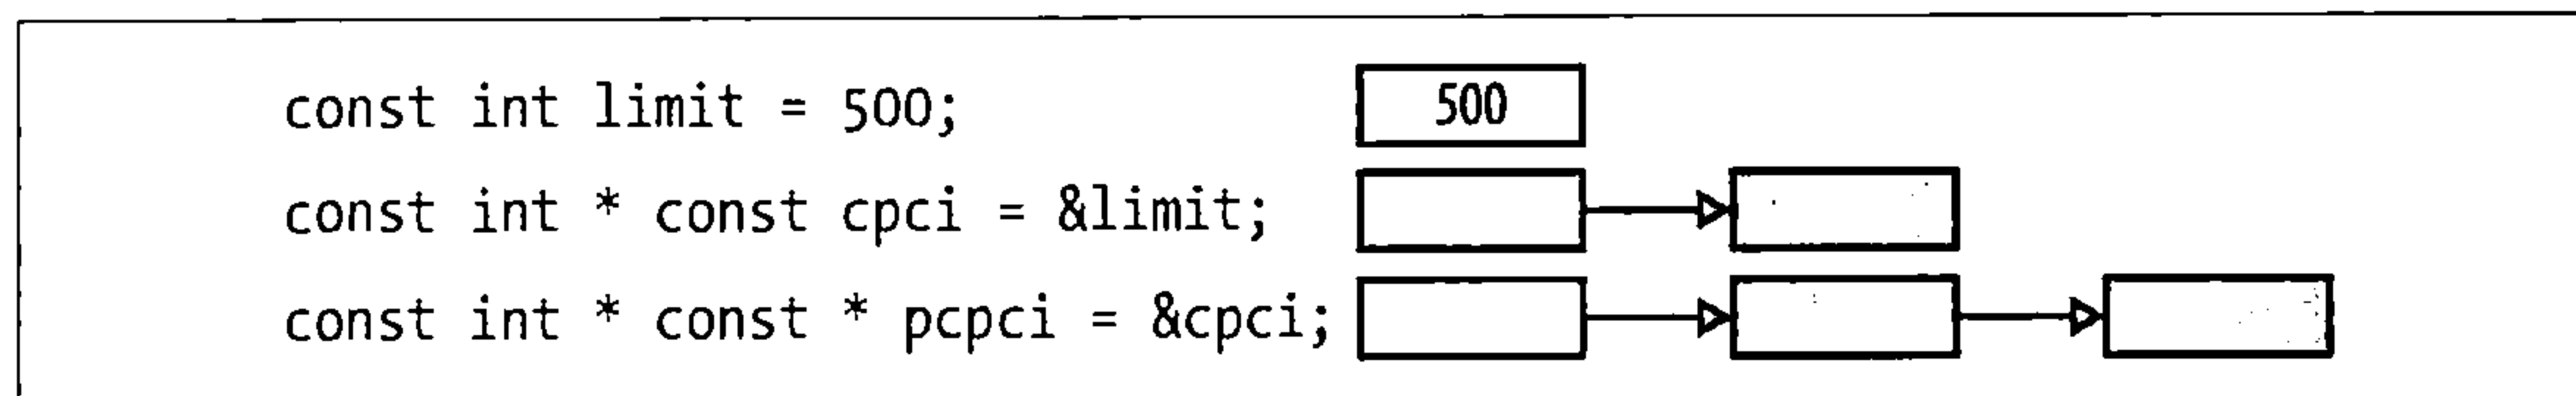 const int limit = 500; 500
const int * const cpci = &limit;
const int * const * pcpci = &cpci;